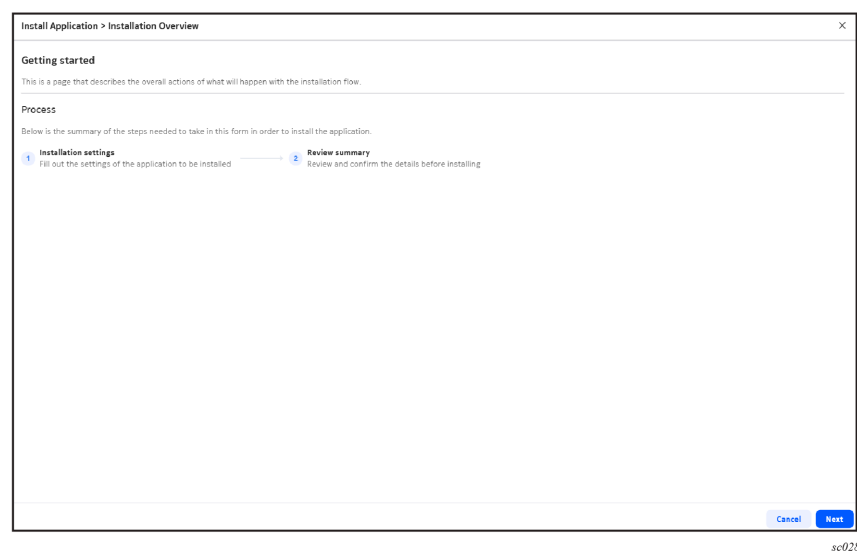 Install Application > Installation Overview
Getting started
This is a page that describes the overall actions of what will happen with the installation flow.
Process
Below is the summary of the steps needed to take in this form in order to install the application.
1 Installation settings
Fill out the settings of the application to be installed
2 Review summary
Review and confirm the details before installing
Cancel Next
sc028